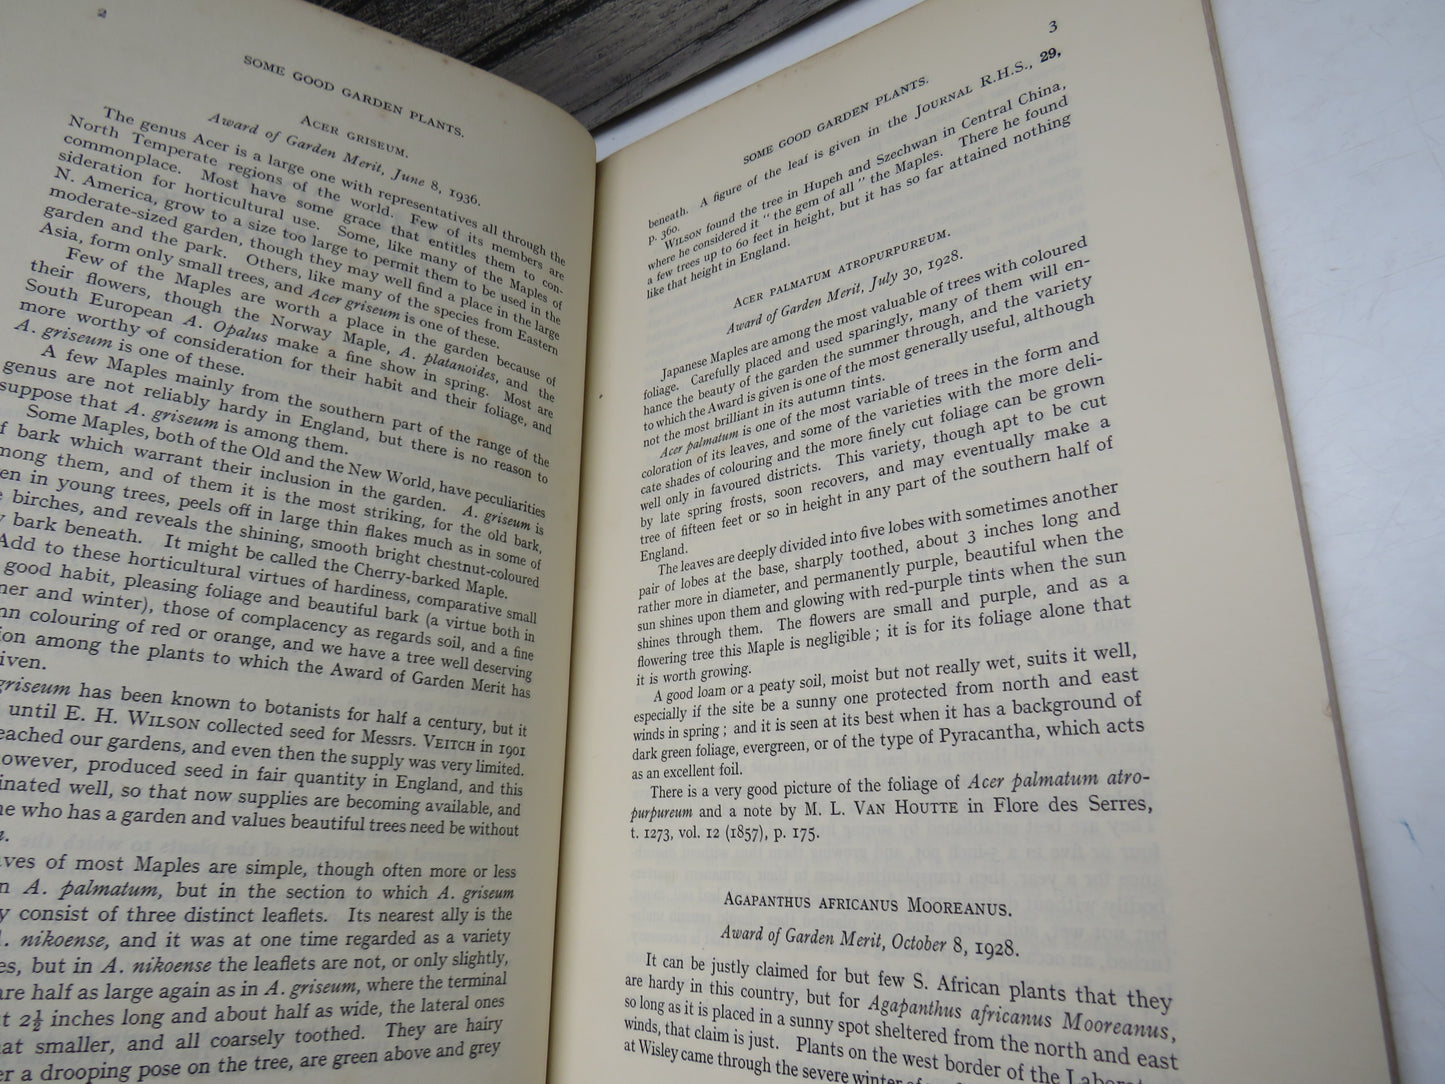 2
SOME GOOD GARDEN PLANTS.
ACER GRISEUM.
Award of Garden Merit, June 8, 1936.
The genus Acer is a large one with representatives all through the
North Temperate regions of the world. Few of its members are
commonplace. Most have some grace that entitles them to con-
sideration for horticultural use. Some, like many of the Maples of
N. America, grow to a size too large to permit them to be used in the
moderate-sized garden, though they may well find a place in the large
garden and the park. Others, like many of the species from Eastern
Asia, form only small trees, and Acer griseum is one of these.
Few of the Maples are worth a place in the garden because of
their flowers, though the Norway Maple, A. platanoides, and the
South European A. Opalus make a fine show in spring. Most are
more worthy of consideration for their habit and their foliage, and
A. griseum is one of these.
A few Maples mainly from the southern part of the range of the
genus are not reliably hardy in England, but there is no reason to
suppose that A. griseum is among them.
Some Maples, both of the Old and the New World, have peculiarities
f bark which warrant their inclusion in the garden. A. griseum is
mong them, and of them it is the most striking, for the old bark,
en in young trees, peels off in large thin flakes much as in some of
e birches, and reveals the shining, smooth bright chestnut-coloured
y bark beneath. It might be called the Cherry-barked Maple.
Add to these horticultural virtues of hardiness, comparative small
good habit, pleasing foliage and beautiful bark (a virtue both in
ner and winter), those of complacency as regards soil, and a fine
nn colouring of red or orange, and we have a tree well deserving
ion among the plants to which the Award of Garden Merit has
iven.
griseum has been known to botanists for half a century, but it
until E. H. WILSON collected seed for Messrs. VEITCH in 1901
eached our gardens, and even then the supply was very limited.
owever, produced seed in fair quantity in England, and this
inated well, so that now supplies are becoming available, and
ne who has a garden and values beautiful trees need be without
n.
aves of most Maples are simple, though often more or less
n A. palmatum, but in the section to which A. griseum
y consist of three distinct leaflets. Its nearest ally is the
A. nikoense, and it was at one time regarded as a variety
es, but in A. nikoense the leaflets are not, or only slightly,
are half as large again as in A. griseum, where the terminal
t 2½ inches long and about half as wide, the lateral ones
hat smaller, and all coarsely toothed. They are hairy
er a drooping pose on the tree, are green above and grey
3
SOME GOOD GARDEN PLANTS.
beneath. A figure of the leaf is given in the JOURNAL R.H.S., 29,
p. 360.
WILSON found the tree in Hupeh and Szechwan in Central China,
where he considered it "the gem of all" the Maples. There he found
a few trees up to 60 feet in height, but it has so far attained nothing
like that height in England.
ACER PALMATUM ATROPURPUREUM.
Award of Garden Merit, July 30, 1928.
Japanese Maples are among the most valuable of trees with coloured
foliage. Carefully placed and used sparingly, many of them will en-
hance the beauty of the garden the summer through, and the variety
to which the Award is given is one of the most generally useful, although
not the most brilliant in its autumn tints.
Acer palmatum is one of the most variable of trees in the form and
coloration of its leaves, and some of the varieties with the more deli-
cate shades of colouring and the more finely cut foliage can be grown
well only in favoured districts. This variety, though apt to be cut
by late spring frosts, soon recovers, and may eventually make a
tree of fifteen feet or so in height in any part of the southern half of
England.
The leaves are deeply divided into five lobes with sometimes another
pair of lobes at the base, sharply toothed, about 3 inches long and
rather more in diameter, and permanently purple, beautiful when the
sun shines upon them and glowing with red-purple tints when the sun
shines through them. The flowers are small and purple, and as a
flowering tree this Maple is negligible; it is for its foliage alone that
it is worth growing.
A good loam or a peaty soil, moist but not really wet, suits it well,
especially if the site be a sunny one protected from north and east
winds in spring; and it is seen at its best when it has a background of
dark green foliage, evergreen, or of the type of Pyracantha, which acts
as an excellent foil.
There is a very good picture of the foliage of Acer palmatum atro-
purpureum and a note by M. L. VAN HOUTTE in Flore des Serres,
t. 1273, vol. 12 (1857), p. 175.
AGAPANTHUS AFRICANUS MOOREANUS.
Award of Garden Merit, October 8, 1928.
It can be justly claimed for but few S. African plants that they
are hardy in this country, but for Agapanthus africanus Mooreanus,
so long as it is placed in a sunny spot sheltered from the north and east
winds, that claim is just. Plants on the west border of the Laborat
at Wisley came through the severe winter of